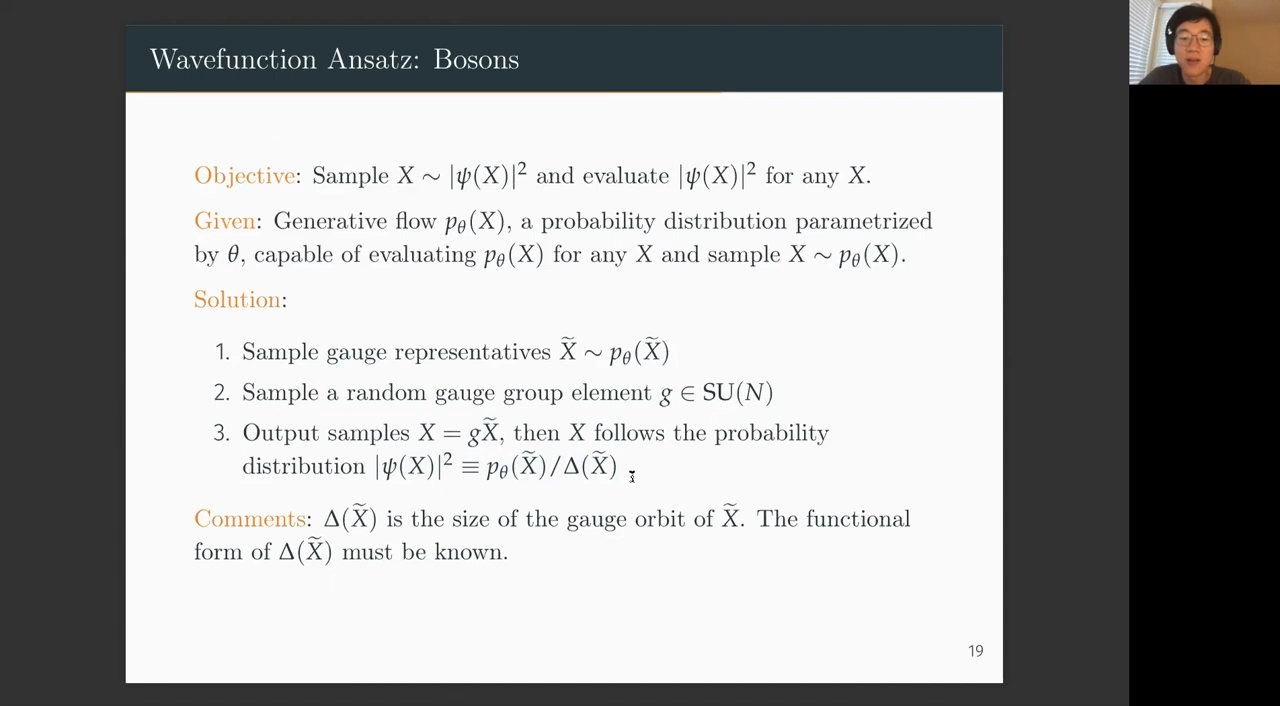 Wavefunction Ansatz: Bosons
Objective: Sample X ∼ |ψ(X)|² and evaluate |ψ(X)|² for any X.
Given: Generative flow p_θ(X), a probability distribution parametrized
by θ, capable of evaluating p_θ(X) for any X and sample X ∼ p_θ(X).
Solution:
1. Sample gauge representatives X̃ ∼ p_θ(X̃)
2. Sample a random gauge group element g ∈ SU(N)
3. Output samples X = gX̃, then X follows the probability
distribution |ψ(X)|² ≡ p_θ(X̃)/Δ(X̃)
Comments: Δ(X̃) is the size of the gauge orbit of X̃. The functional
form of Δ(X̃) must be known.
19